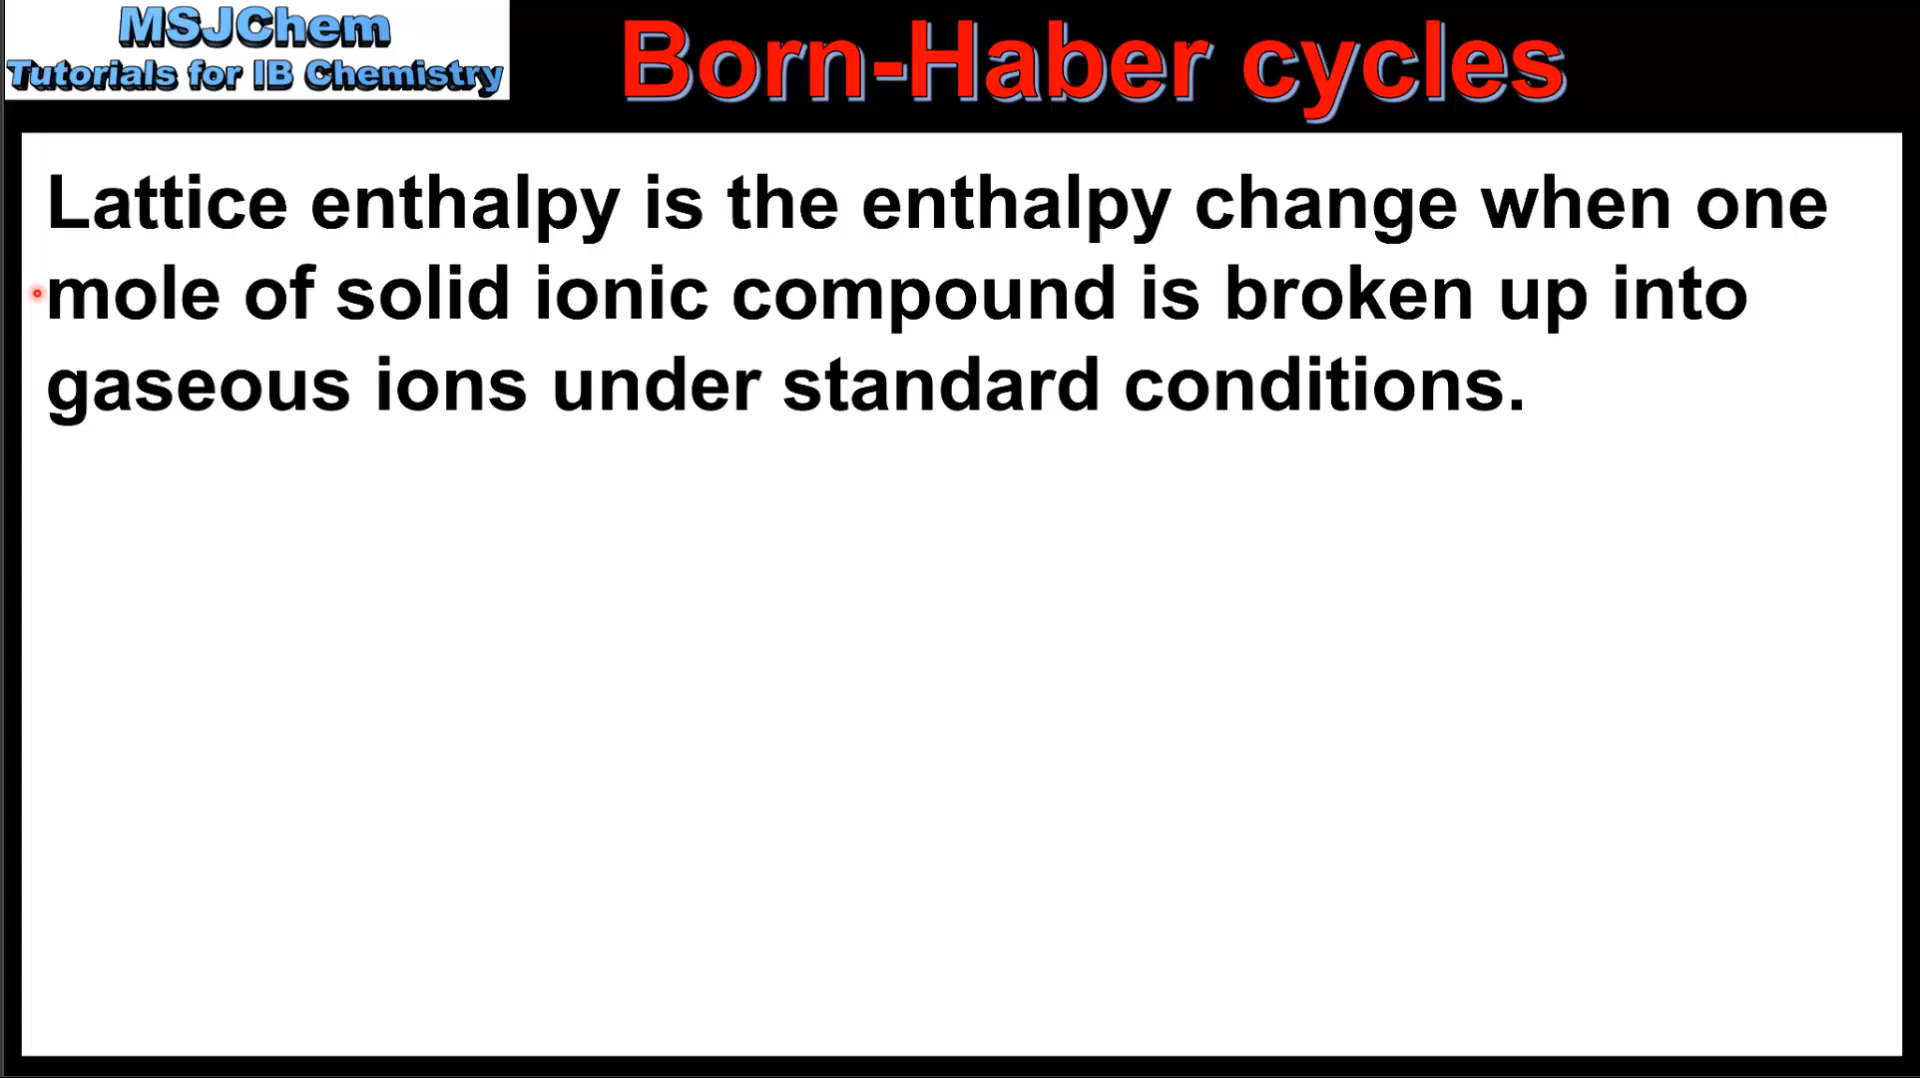 MSJChem
Tutorials for IB Chemistry
Born-Haber cycles
Lattice enthalpy is the enthalpy change when one
mole of solid ionic compound is broken up into
gaseous ions under standard conditions.